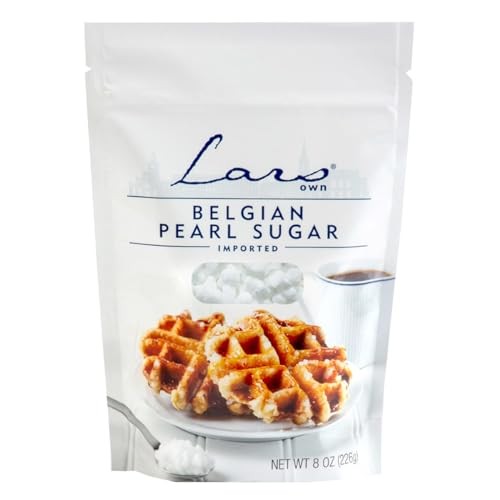 Lars®
own
BELGIAN
PEARL SUGAR
IMPORTED
NET WT 8 OZ (226g)